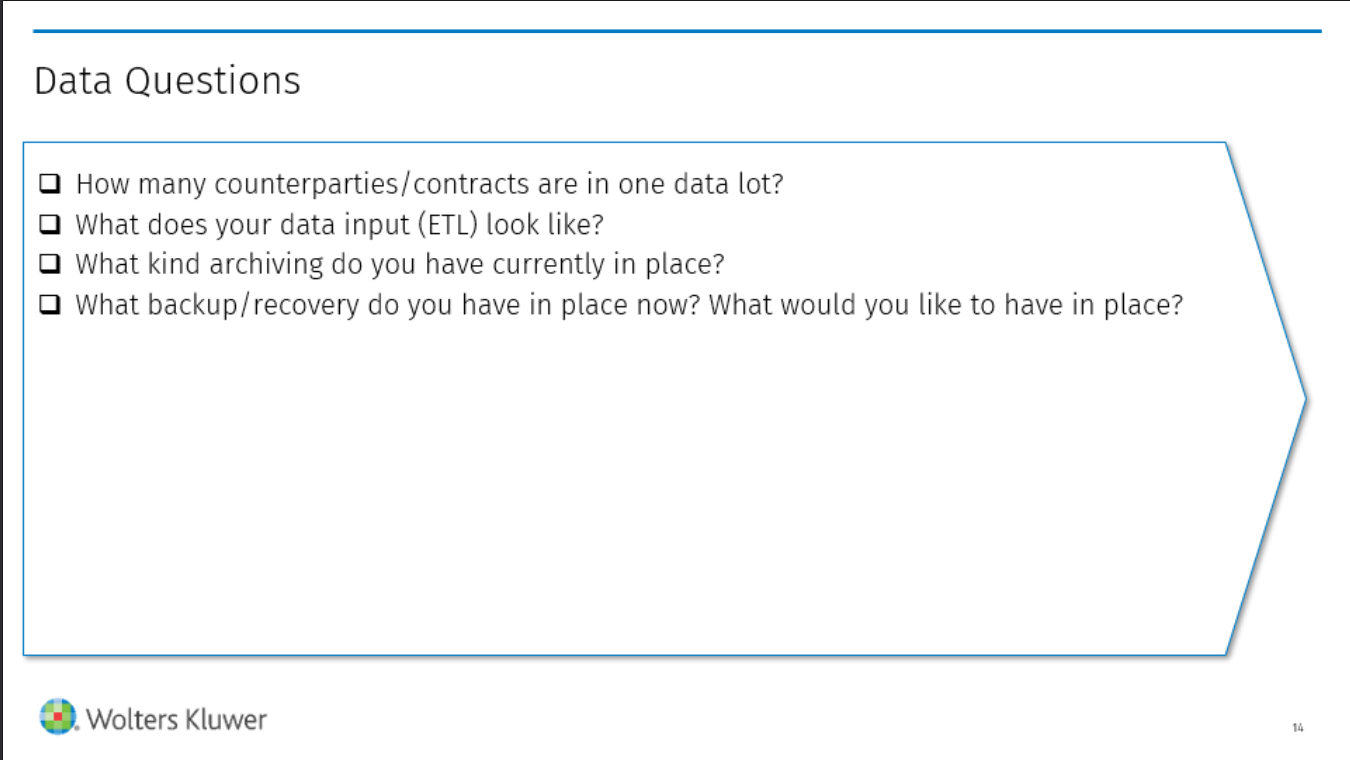 Data Questions
How many counterparties/contracts are in one data lot?
What does your data input (ETL) look like?
What kind archiving do you have currently in place?
What backup/recovery do you have in place now? What would you like to have in place?
Wolters Kluwer
14